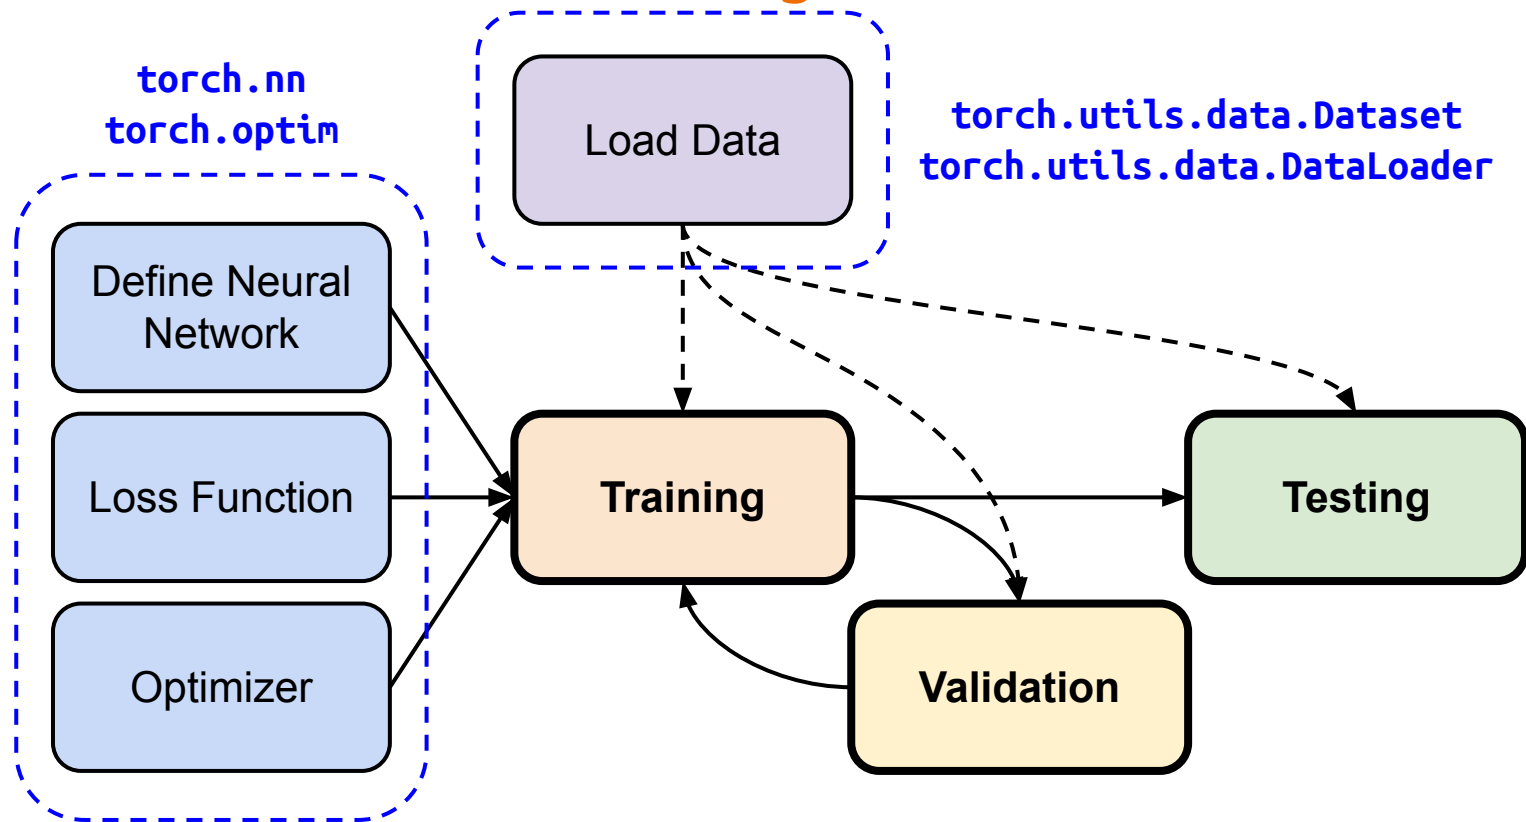 torch.nn
torch.optim
Load Data
torch.utils.data.Dataset
torch.utils.data.DataLoader
Define Neural
Network
Loss Function
Optimizer
Training
Validation
Testing